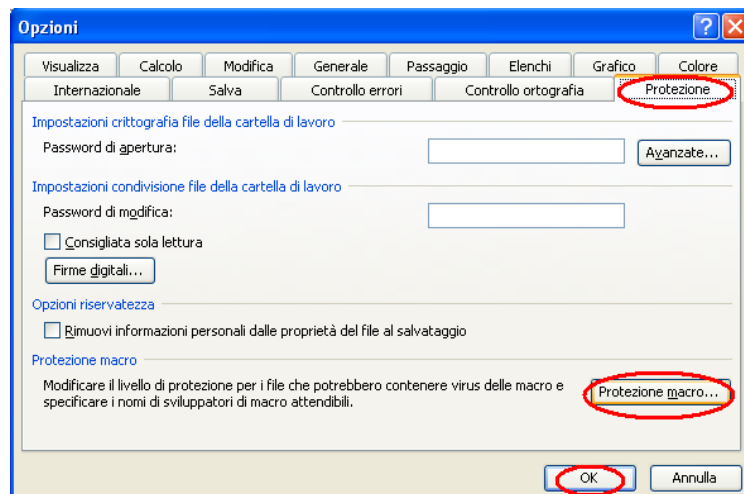 Opzioni
Visualizza Calcolo Modifica Generale Passaggio Elenchi Grafico Colore
Internazionale Salva Controllo errori Controllo ortografia Protezione
Impostazioni crittografia file della cartella di lavoro
Password di apertura:
Avanzate...
Impostazioni condivisione file della cartella di lavoro
Password di modifica:
Consigliata sola lettura
Firme digitali...
Opzioni riservatezza
Rimuovi informazioni personali dalle proprietà del file al salvataggio
Protezione macro
Modificare il livello di protezione per i file che potrebbero contenere virus delle macro e
specificare i nomi di sviluppatori di macro attendibili.
Protezione macro...
OK Annulla